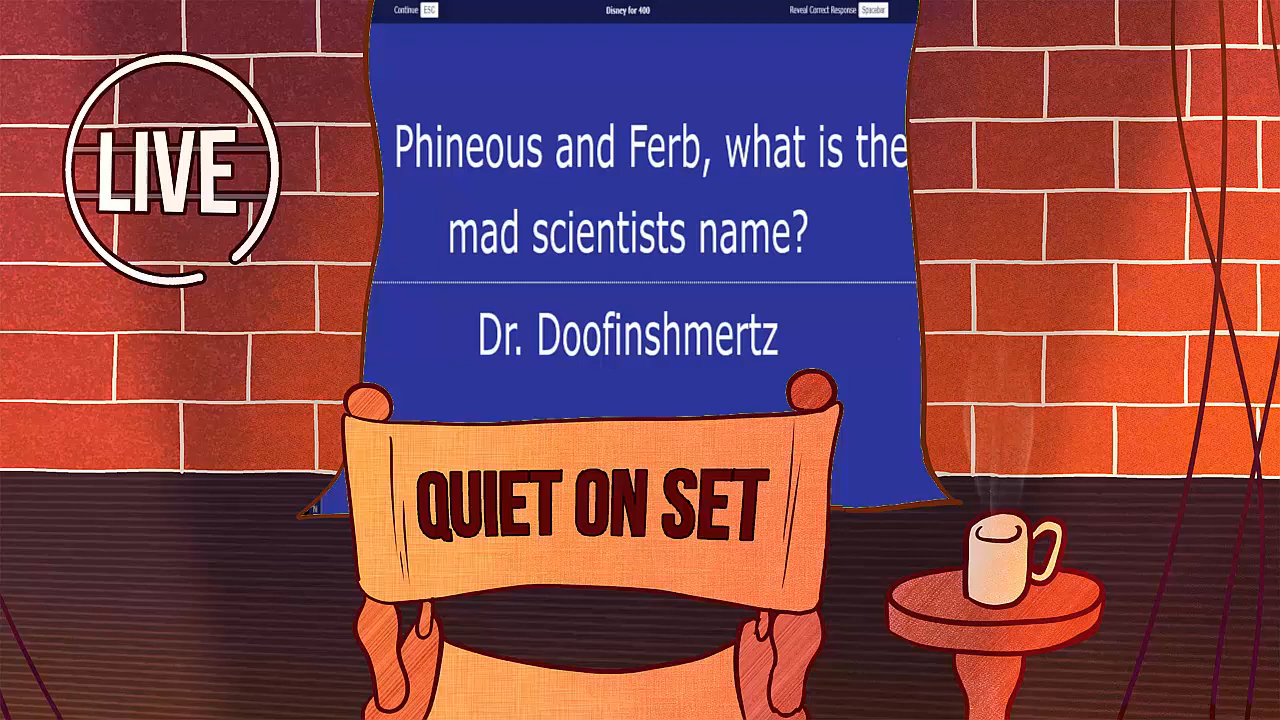 Continue ESC Disney for 400 Reveal Correct Response Spacebar
LIVE
Phineous and Ferb, what is the
mad scientists name?
Dr. Doofinshmertz
QUIET ON SET